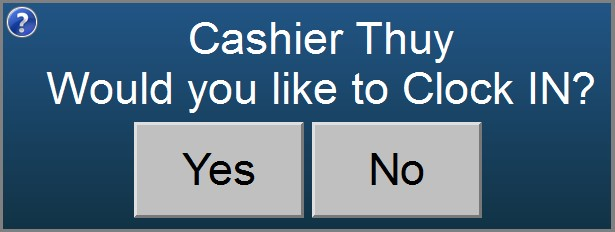 ?
Cashier Thuy
Would you like to Clock IN?
Yes No